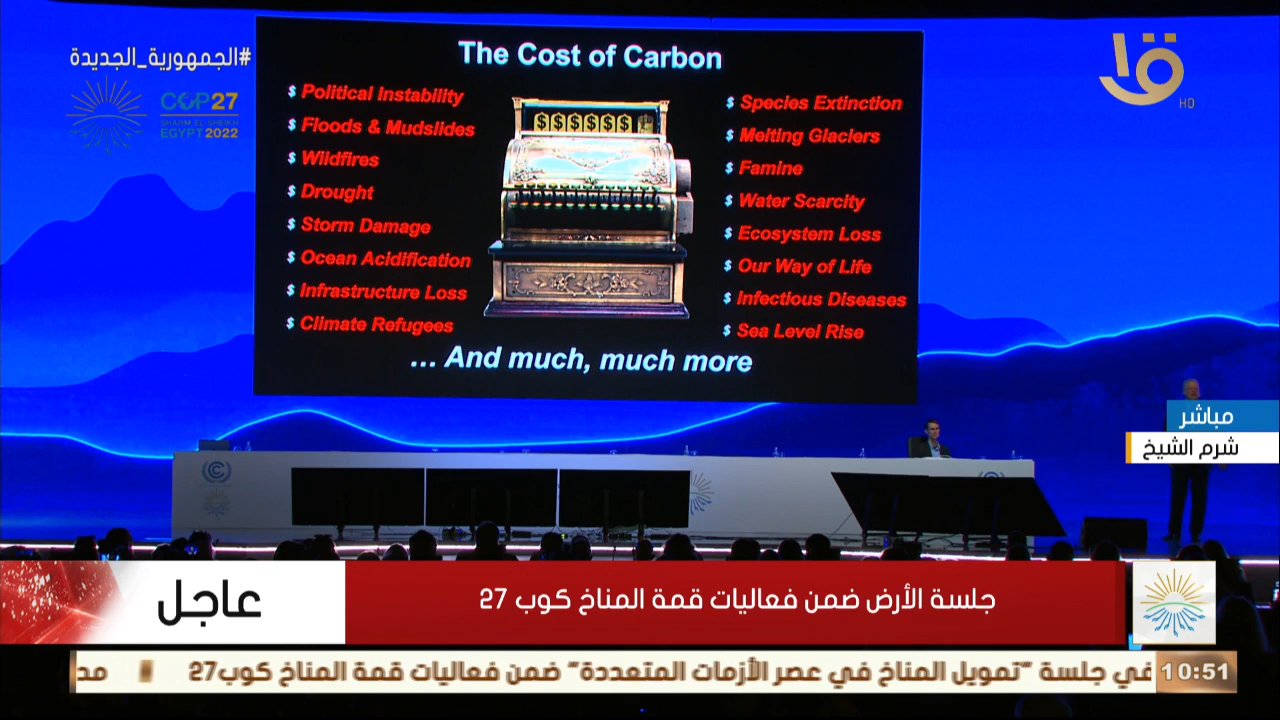 #الجمهورية_الجديدة
COP27
SHARM EL SHEIKH
EGYPT 2022
HD
The Cost of Carbon
$ Political Instability
$ Floods & Mudslides
$ Wildfires
$ Drought
$ Storm Damage
$ Ocean Acidification
$ Infrastructure Loss
$ Climate Refugees
$$$$$$
$ Species Extinction
$ Melting Glaciers
$ Famine
$ Water Scarcity
$ Ecosystem Loss
$ Our Way of Life
$ Infectious Diseases
$ Sea Level Rise
... And much, much more
مباشر
شرم الشيخ
عاجل
جلسة الأرض ضمن فعاليات قمة المناخ كوب 27
في جلسة "تمويل المناخ في عصر الأزمات المتعددة" ضمن فعاليات قمة المناخ كوب27
10:51